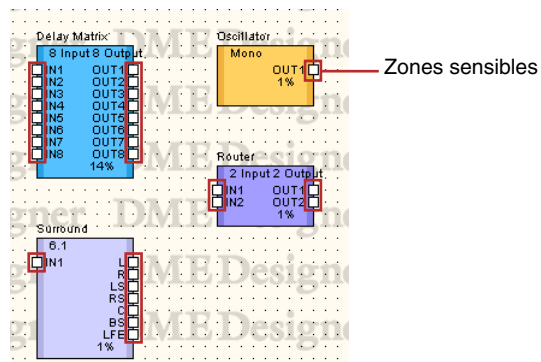 Delay Matrix
8 Input 8 Output
IN1 OUT1
IN2 OUT2
IN3 OUT3
IN4 OUT4
IN5 OUT5
IN6 OUT6
IN7 OUT7
IN8 OUT8
14%
Oscillator
Mono
OUT1
1%
Zones sensibles
Router
2 Input 2 Output
IN1 OUT1
IN2 OUT2
1%
Surround
6.1
IN1 L
R
LS
RS
C
BS
LFE
1%
DME Designer